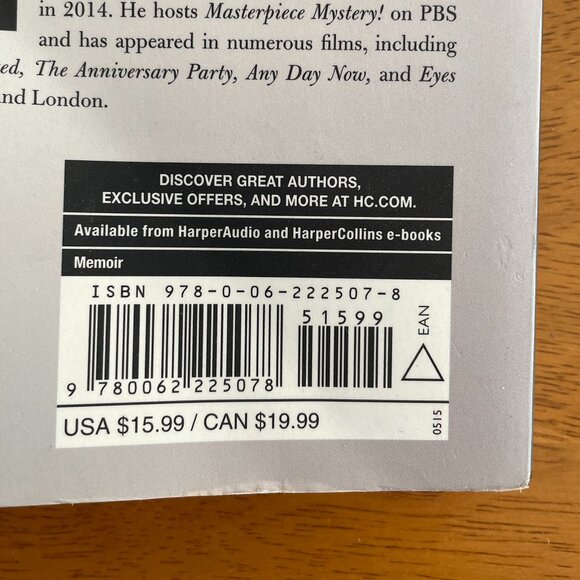 in 2014. He hosts Masterpiece Mystery! on PBS
and has appeared in numerous films, including
The Anniversary Party, Any Day Now, and Eyes
and London.
DISCOVER GREAT AUTHORS,
EXCLUSIVE OFFERS, AND MORE AT HC.COM.
Available from HarperAudio and HarperCollins e-books
Memoir
ISBN 978-0-06-222507-8
51599
EAN
9 780062 225078
USA $15.99 / CAN $19.99
0515